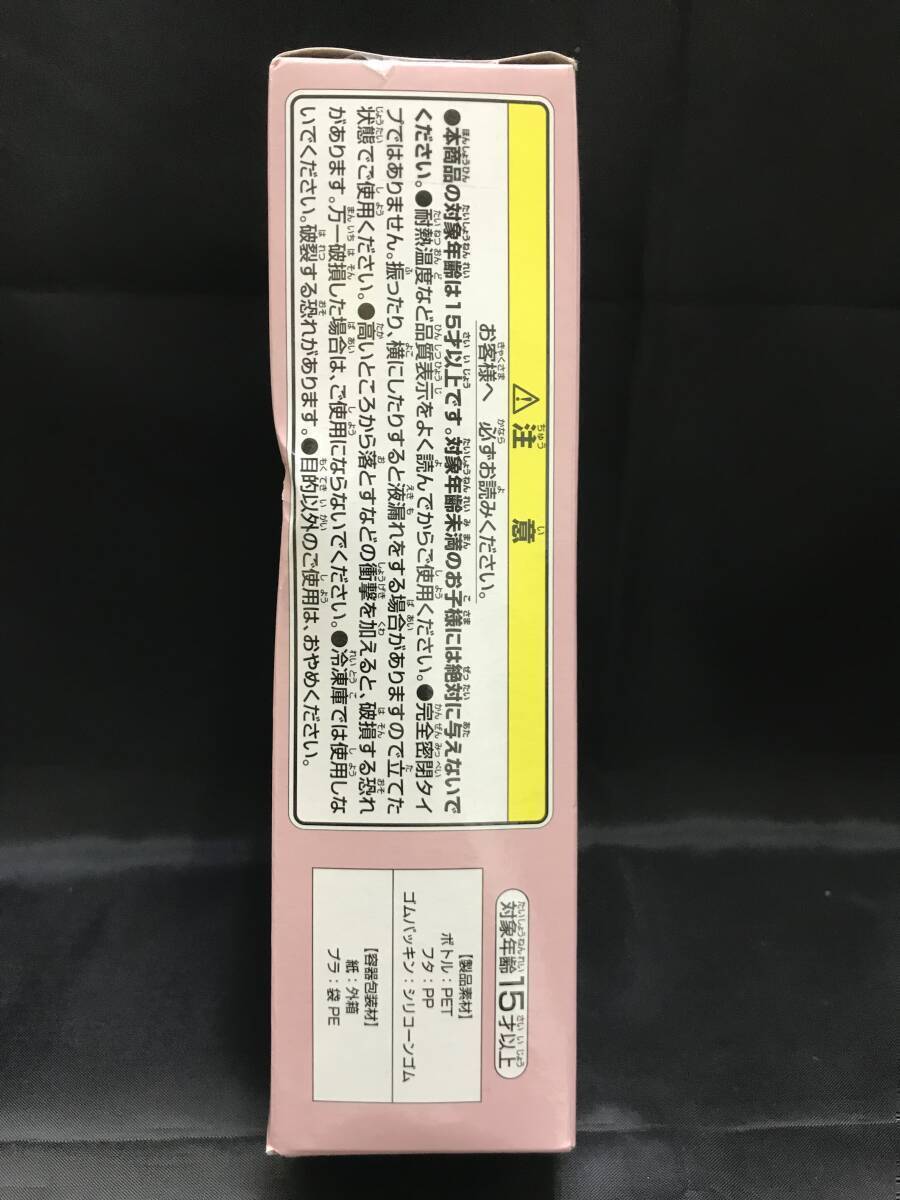 ⚠注意
お客様へ 必ずお読みください。
●本商品の対象年齢は15才以上です。対象年齢未満のお子様には絶対に与えないで
ください。●耐熱温度など品質表示をよく読んでからご使用ください。●完全密閉タイ
プではありません。振ったり、横にしたりすると液漏れをする場合がありますので立てた
状態でご使用ください。●高いところから落とすなどの衝撃を加えると、破損する恐れ
があります。万一破損した場合は、ご使用にならないでください。●冷凍庫では使用しな
いでください。破裂する恐れがあります。●目的以外のご使用は、おやめください。
対象年齢15才以上
【製品素材】
ボトル：PET
フタ：PP
ゴムパッキン：シリコーンゴム
【容器包装材】
紙：外箱
プラ：袋 PE